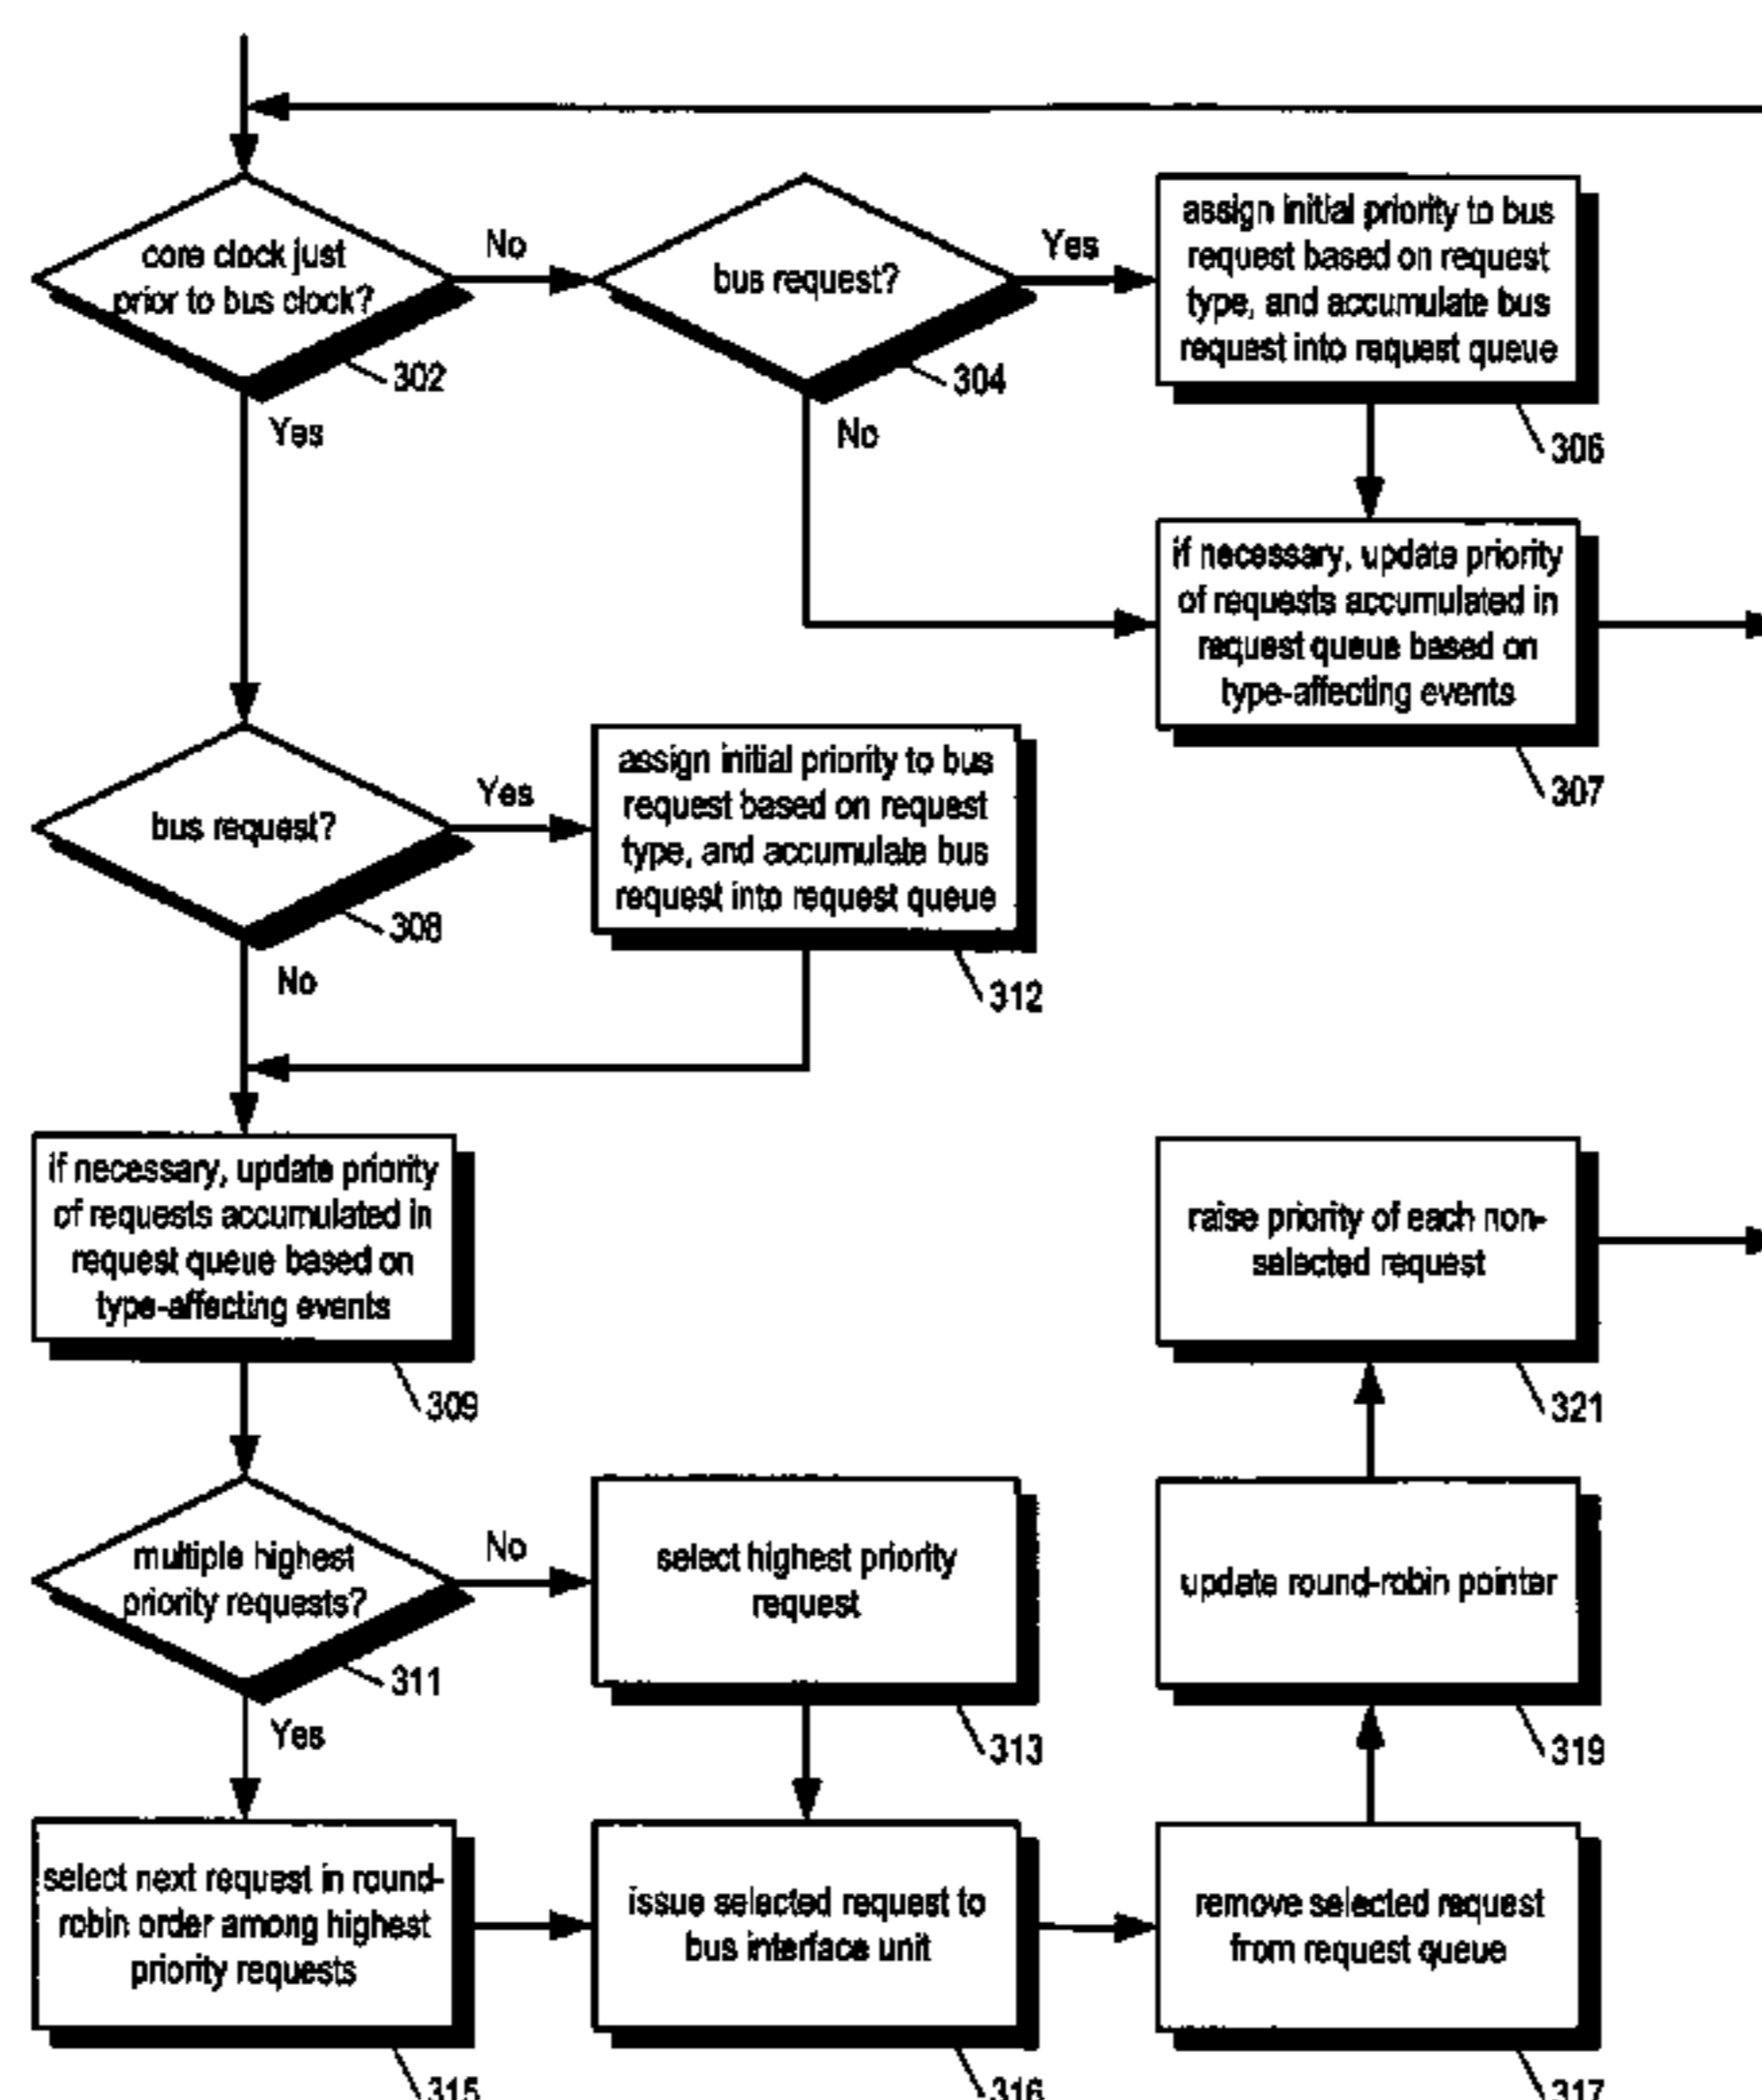 core clock just
prior to bus clock?
302
No
Yes
bus request?
304
Yes
No
assign initial priority to bus
request based on request
type, and accumulate bus
request into request queue
306
if necessary, update priority
of requests accumulated in
request queue based on
type-affecting events
307
bus request?
308
Yes
No
assign initial priority to bus
request based on request
type, and accumulate bus
request into request queue
312
if necessary, update priority
of requests accumulated in
request queue based on
type-affecting events
309
raise priority of each non-
selected request
321
multiple highest
priority requests?
311
No
Yes
select highest priority
request
313
update round-robin pointer
319
select next request in round-
robin order among highest
priority requests
315
issue selected request to
bus interface unit
316
remove selected request
from request queue
317